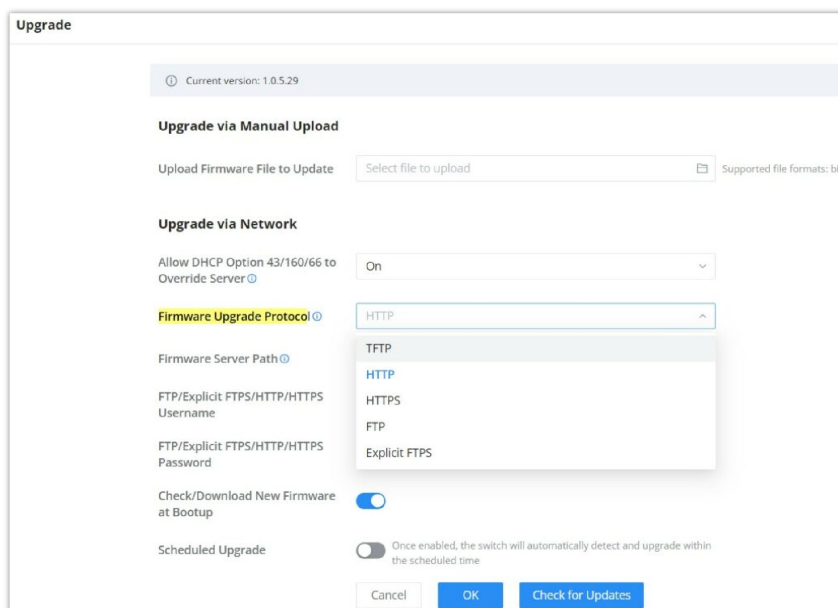 Upgrade
Current version: 1.0.5.29
Upgrade via Manual Upload
Upload Firmware File to Update
Select file to upload
Supported file formats: bi
Upgrade via Network
Allow DHCP Option 43/160/66 to
Override Server
On
Firmware Upgrade Protocol
HTTP
TFTP
HTTP
HTTPS
FTP
Explicit FTPS
Firmware Server Path
FTP/Explicit FTPS/HTTP/HTTPS
Username
FTP/Explicit FTPS/HTTP/HTTPS
Password
Check/Download New Firmware
at Bootup
Scheduled Upgrade
Once enabled, the switch will automatically detect and upgrade within
the scheduled time
Cancel
OK
Check for Updates